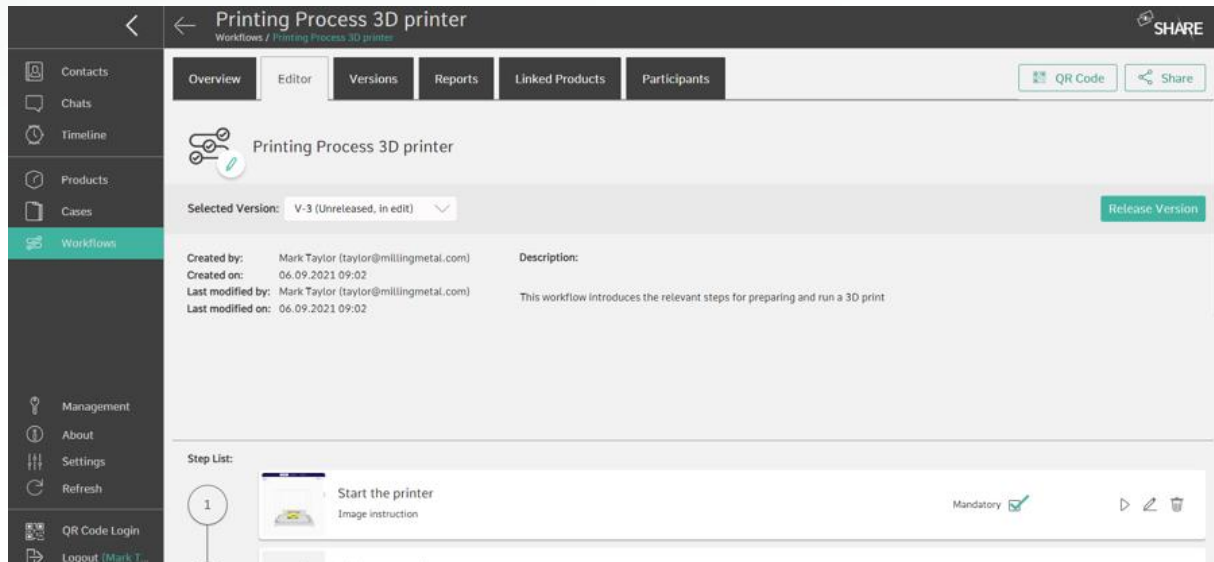 Printing Process 3D printer
Workflows / Printing Process 3D printer
SHARE
Contacts
Chats
Timeline
Products
Cases
Workflows
Management
About
Settings
Refresh
QR Code Login
Logout (Mark T...
Overview
Editor
Versions
Reports
Linked Products
Participants
QR Code
Share
Printing Process 3D printer
Selected Version: V-3 (Unreleased, in edit)
Release Version
Created by: Mark Taylor (taylor@millingmetal.com)
Created on: 06.09.2021 09:02
Last modified by: Mark Taylor (taylor@millingmetal.com)
Last modified on: 06.09.2021 09:02
Description:
This workflow introduces the relevant steps for preparing and run a 3D print
Step List:
1
Start the printer
Image instruction
Mandatory